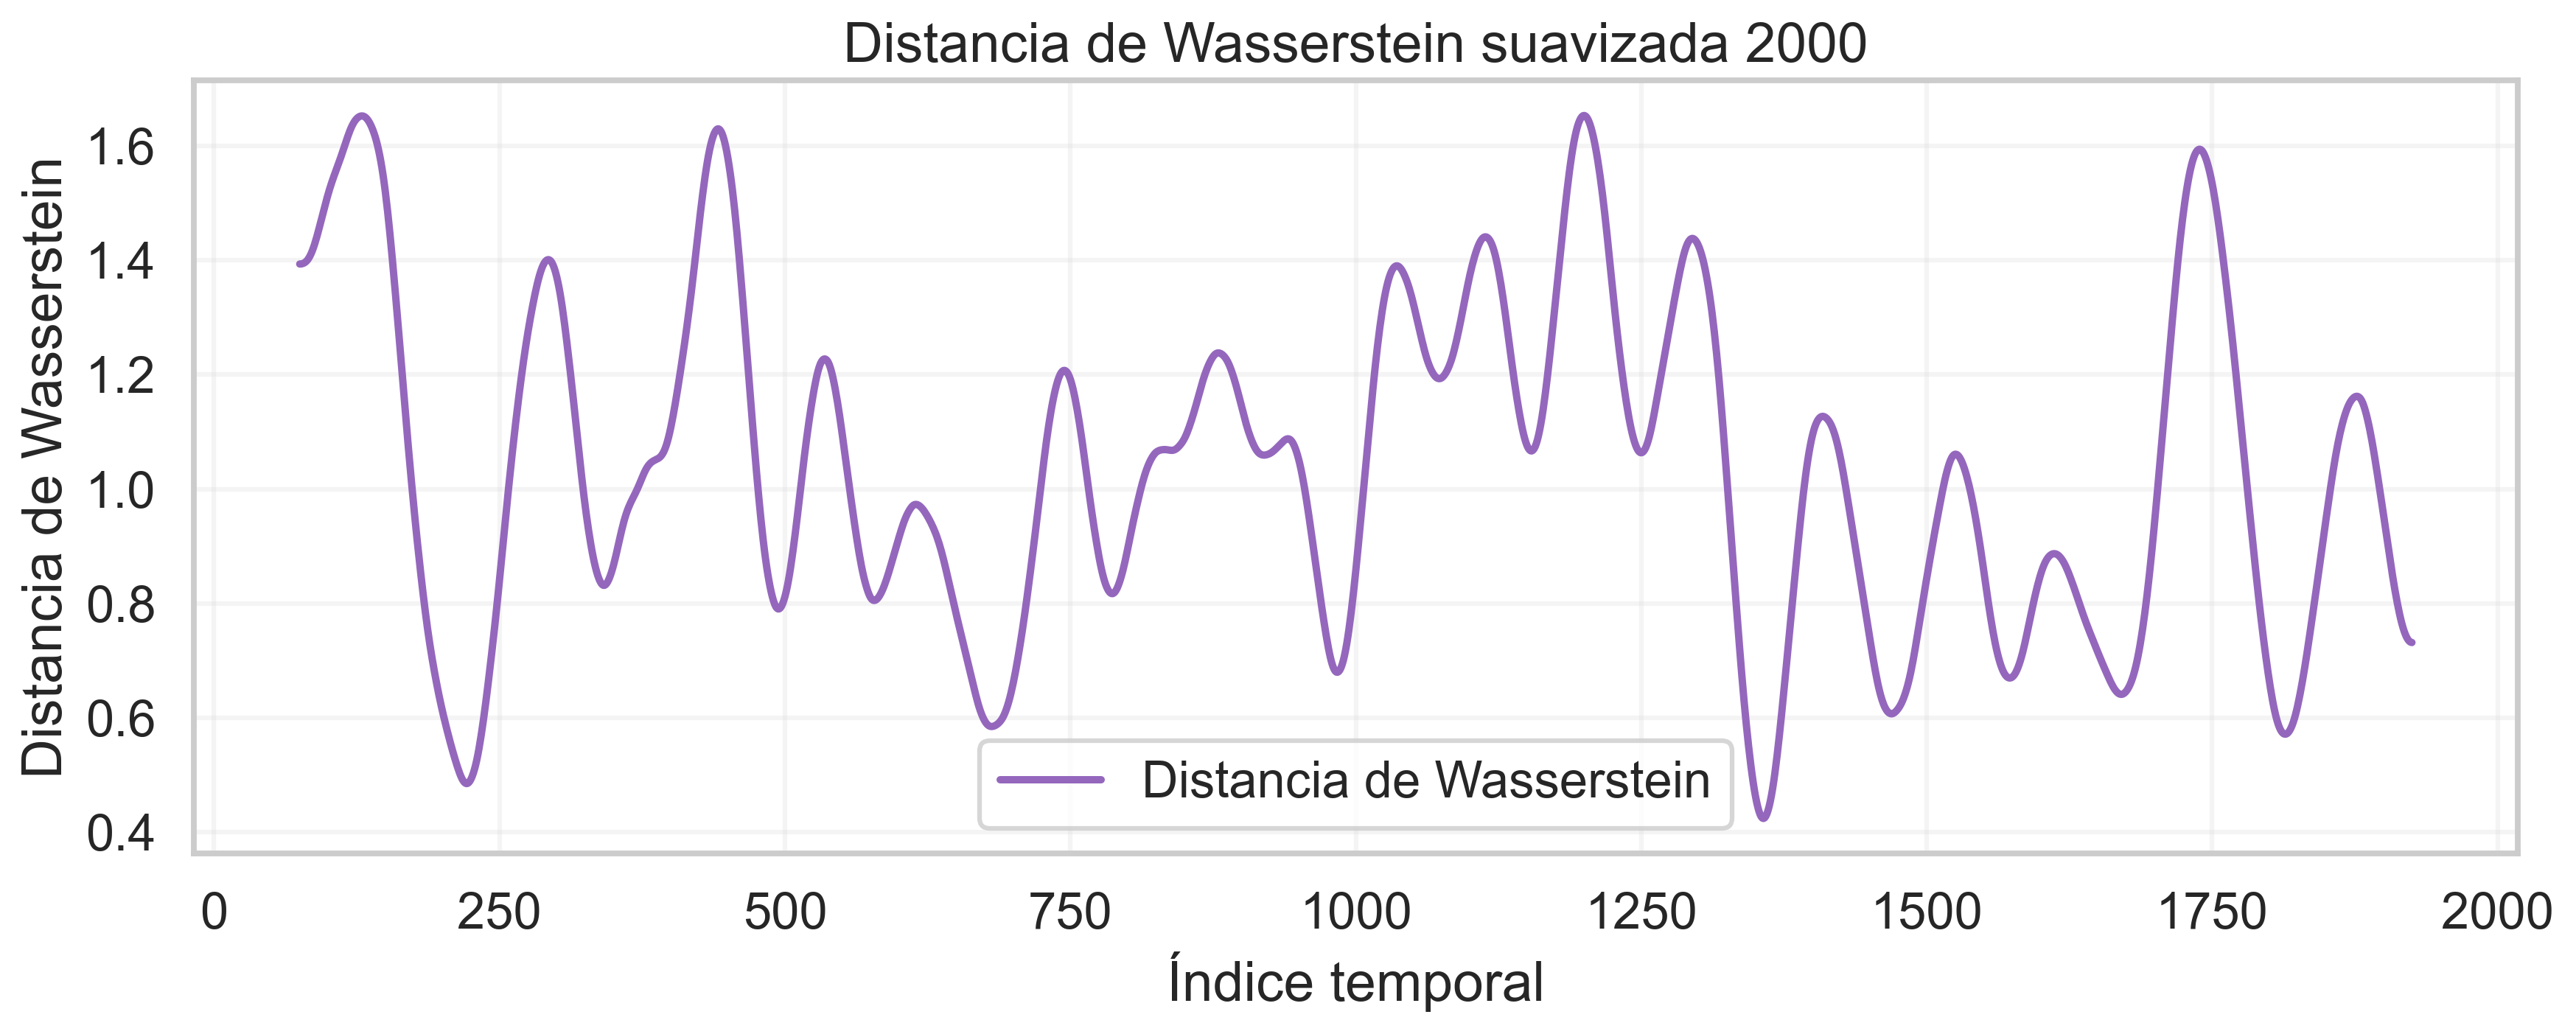 Distancia de Wasserstein suavizada 2000
Distancia de Wasserstein
1.6
1.4
1.2
1.0
0.8
0.6
0.4
Distancia de Wasserstein
0 250 500 750 1000 1250 1500 1750 2000
Índice temporal